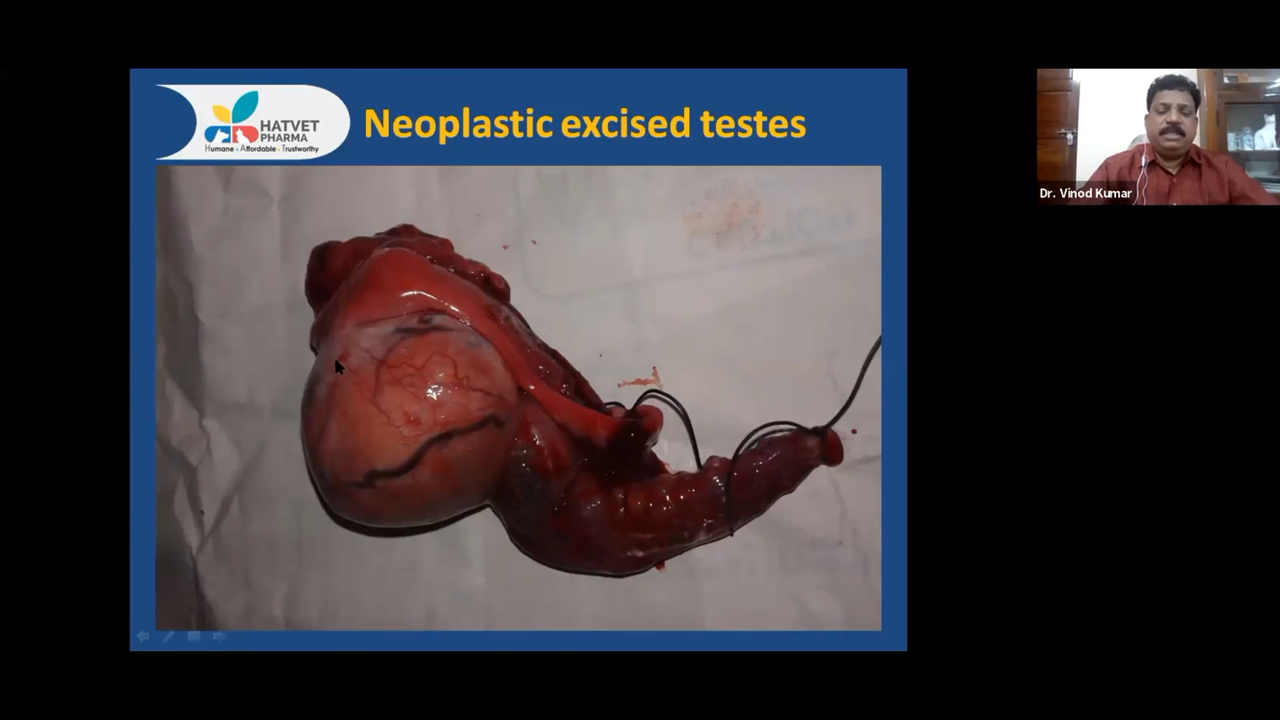 HATVET
PHARMA
Humane - Affordable - Trustworthy
Neoplastic excised testes
Dr. Vinod Kumar